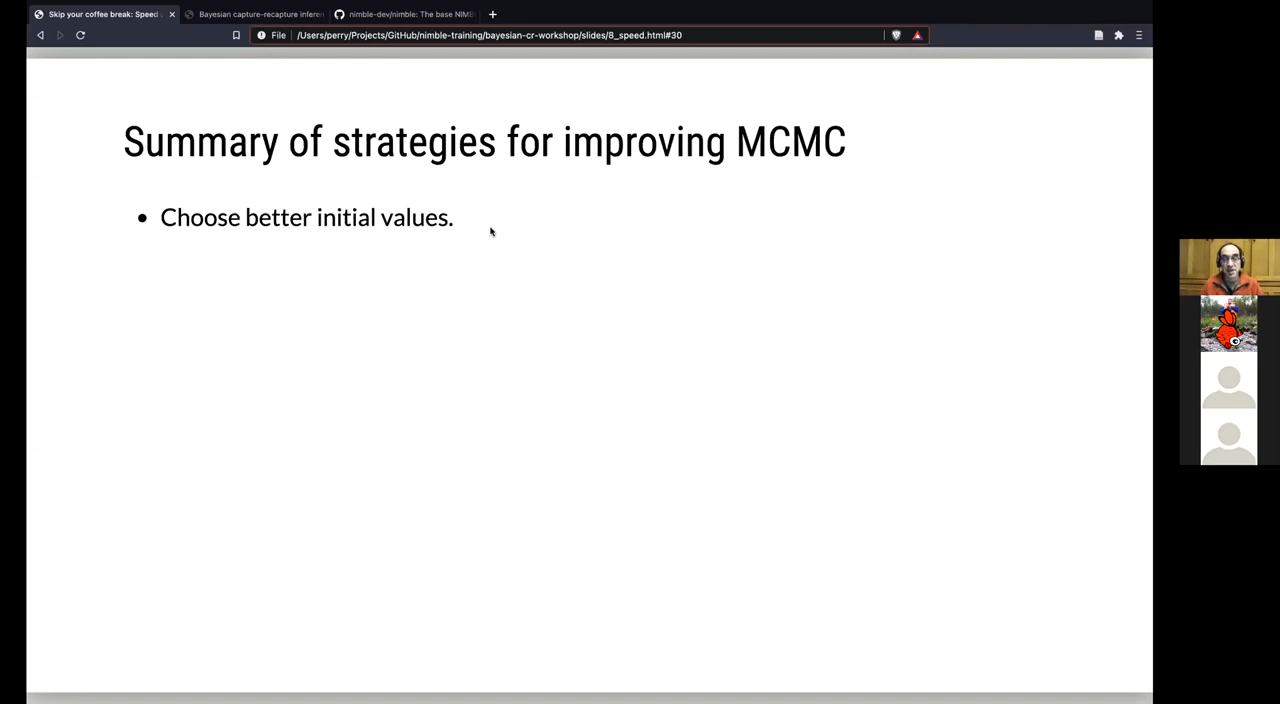 Skip your coffee break: Speed
Bayesian capture-recapture infere
nimble-dev/nimble: The base NIMB
File
/Users/perry/Projects/GitHub/nimble-training/bayesian-cr-workshop/slides/8_speed.html#30
Summary of strategies for improving MCMC
• Choose better initial values.